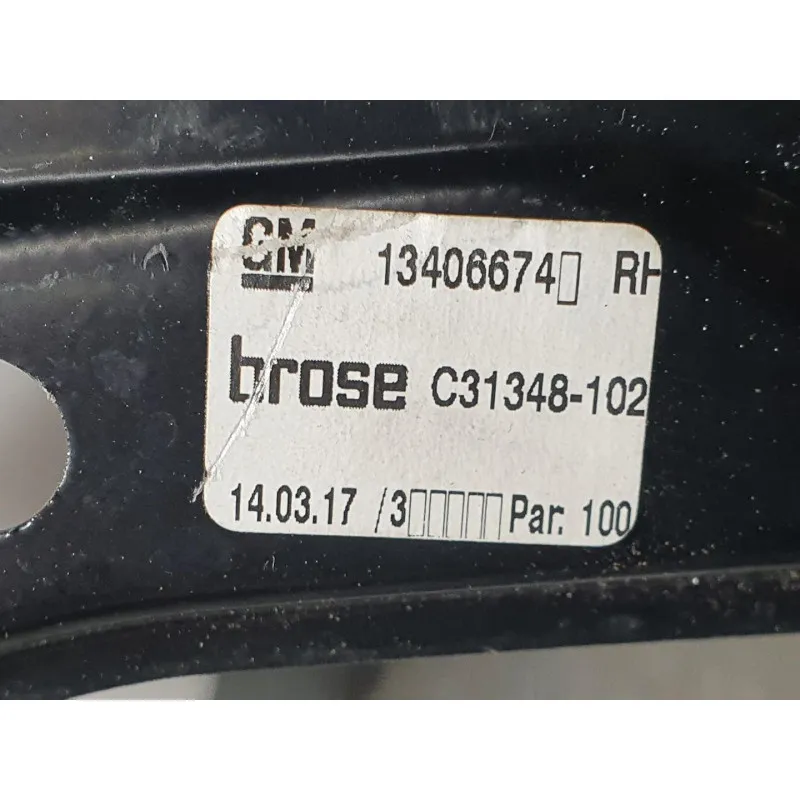 GM 13406674▯ RH
brose C31348-102
14.03.17 /3▯▯▯▯▯ Par. 100